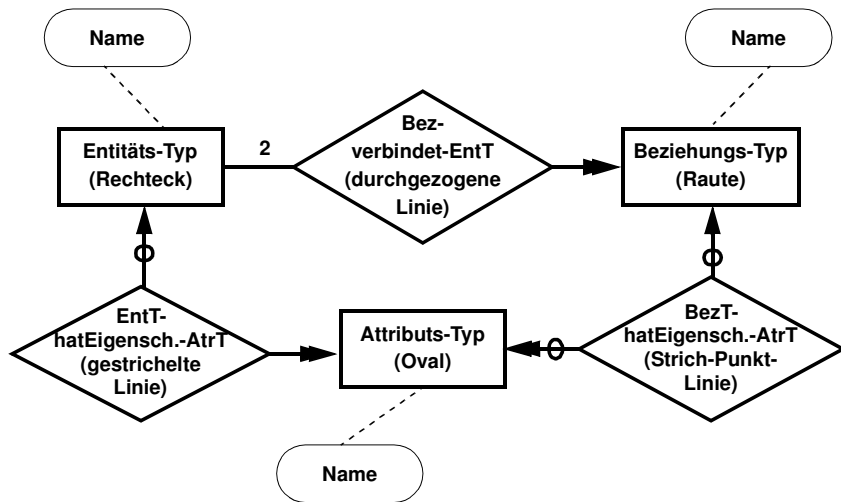 Name
Name
Entitäts-Typ
(Rechteck)
2
Bez-
verbindet-EntT
(durchgezogene
Linie)
Beziehungs-Typ
(Raute)
EntT-
hatEigensch.-AtrT
(gestrichelte
Linie)
Attributs-Typ
(Oval)
BezT-
hatEigensch.-AtrT
(Strich-Punkt-
Linie)
Name